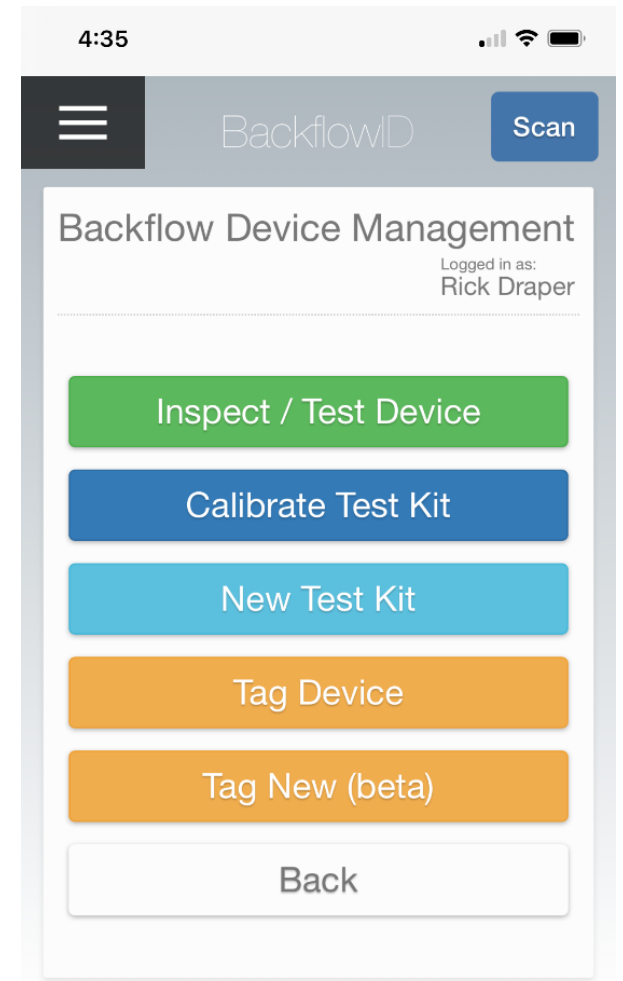 4:35
BackflowID
Scan
Backflow Device Management
Logged in as:
Rick Draper
Inspect / Test Device
Calibrate Test Kit
New Test Kit
Tag Device
Tag New (beta)
Back